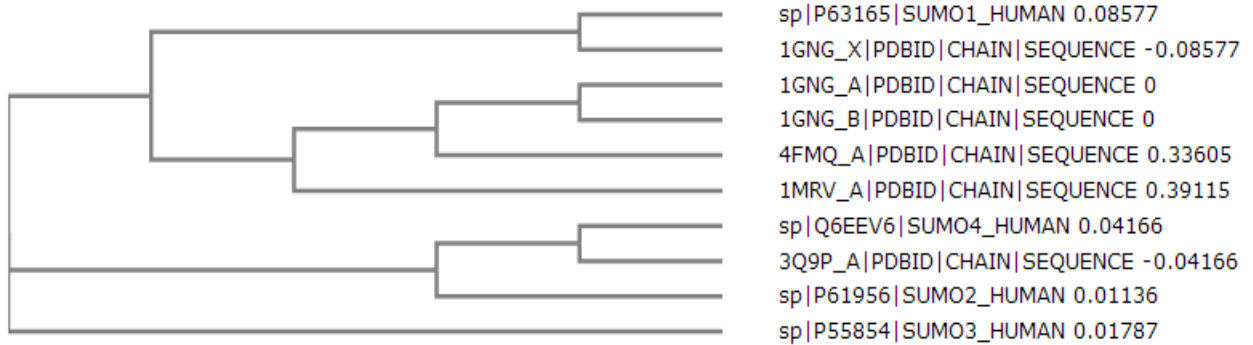 sp|P63165|SUMO1_HUMAN 0.08577
1GNG_X|PDBID|CHAIN|SEQUENCE -0.08577
1GNG_A|PDBID|CHAIN|SEQUENCE 0
1GNG_B|PDBID|CHAIN|SEQUENCE 0
4FMQ_A|PDBID|CHAIN|SEQUENCE 0.33605
1MRV_A|PDBID|CHAIN|SEQUENCE 0.39115
sp|Q6EEV6|SUMO4_HUMAN 0.04166
3Q9P_A|PDBID|CHAIN|SEQUENCE -0.04166
sp|P61956|SUMO2_HUMAN 0.01136
sp|P55854|SUMO3_HUMAN 0.01787